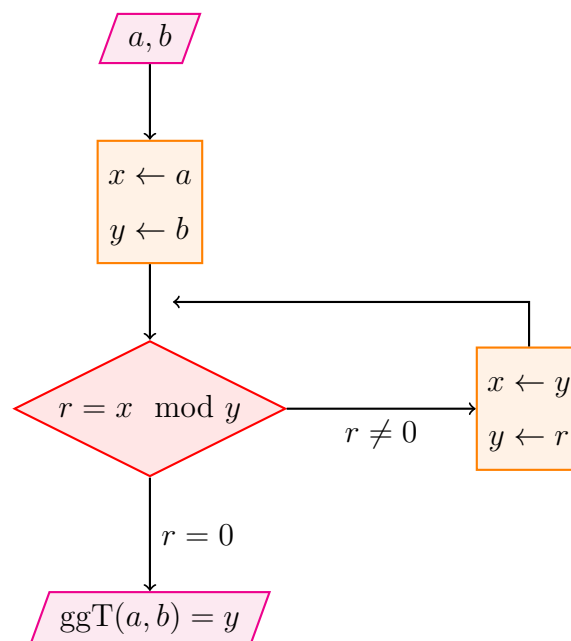 a, b
x ← a
y ← b
r = x mod y
x ← y
y ← r
r ≠ 0
r = 0
ggT(a, b) = y